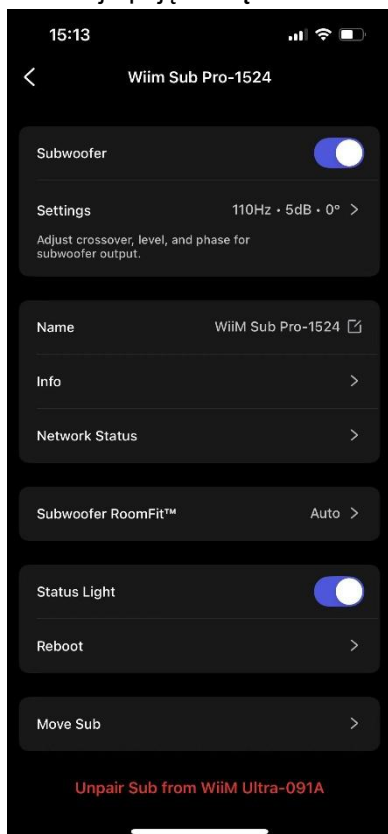 15:13
Wiim Sub Pro-1524
Subwoofer
Settings 110Hz • 5dB • 0°
Adjust crossover, level, and phase for
subwoofer output.
Name WiiM Sub Pro-1524
Info
Network Status
Subwoofer RoomFit™ Auto
Status Light
Reboot
Move Sub
Unpair Sub from WiiM Ultra-091A